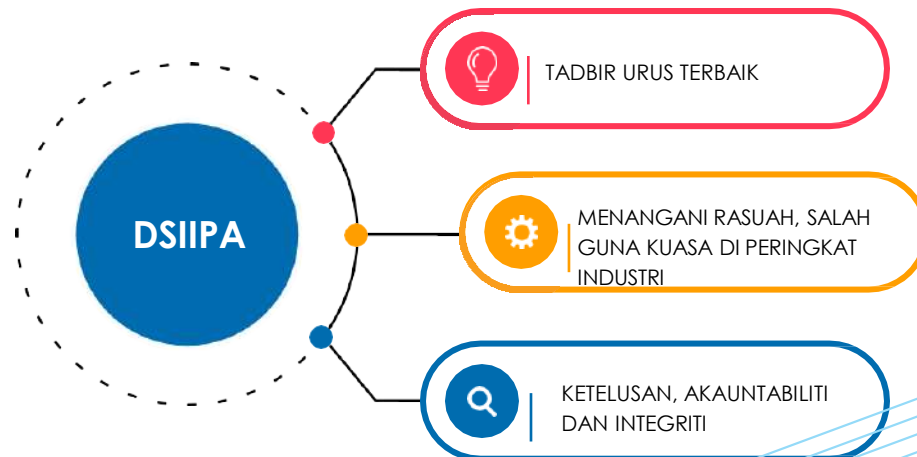 TADBIR URUS TERBAIK
DSIIPA
MENANGANI RASUAH, SALAH
GUNA KUASA DI PERINGKAT
INDUSTRI
KETELUSAN, AKAUNTABILITI
DAN INTEGRITI